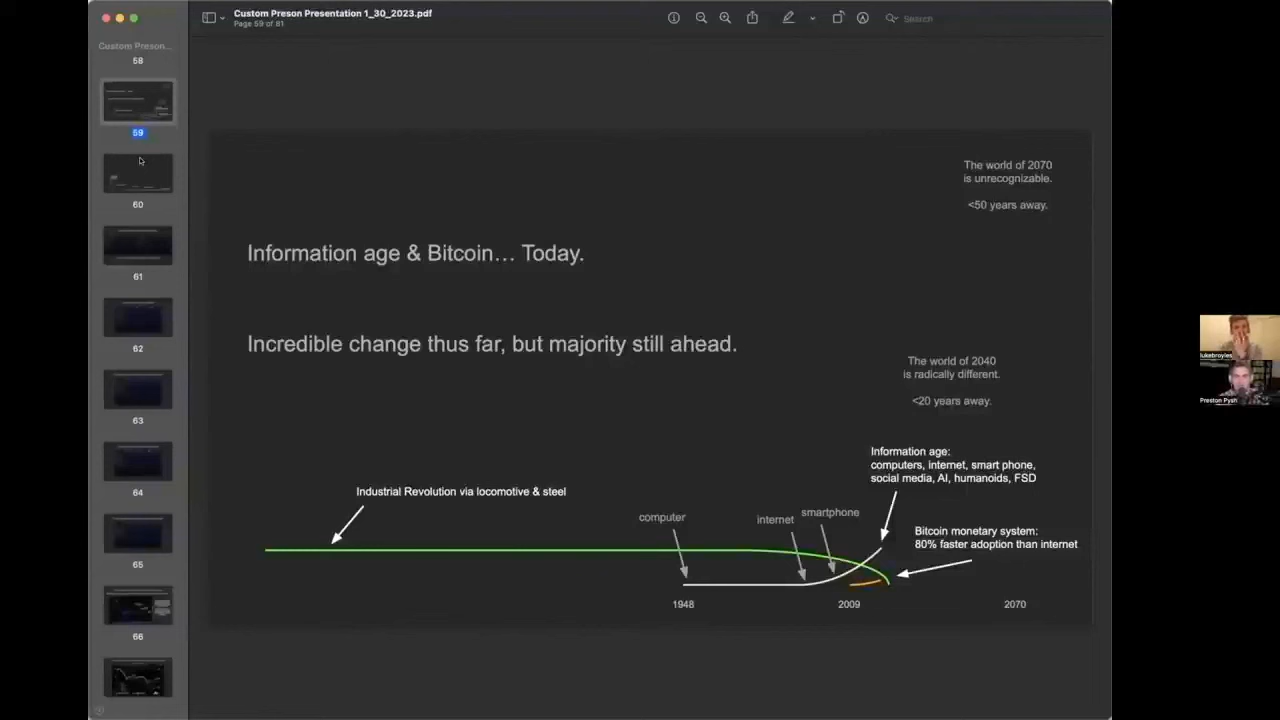 Custom Preson Presentation 1_30_2023.pdf
Page 59 of 81
Search
Custom Preson...
58
59
60
61
62
63
64
65
66
The world of 2070
is unrecognizable.
<50 years away.
Information age & Bitcoin… Today.
Incredible change thus far, but majority still ahead.
The world of 2040
is radically different.
<20 years away.
Information age:
computers, internet, smart phone,
social media, AI, humanoids, FSD
Industrial Revolution via locomotive & steel
computer
internet
smartphone
Bitcoin monetary system:
80% faster adoption than internet
1948
2009
2070
lukebroyles
Preston Pysh